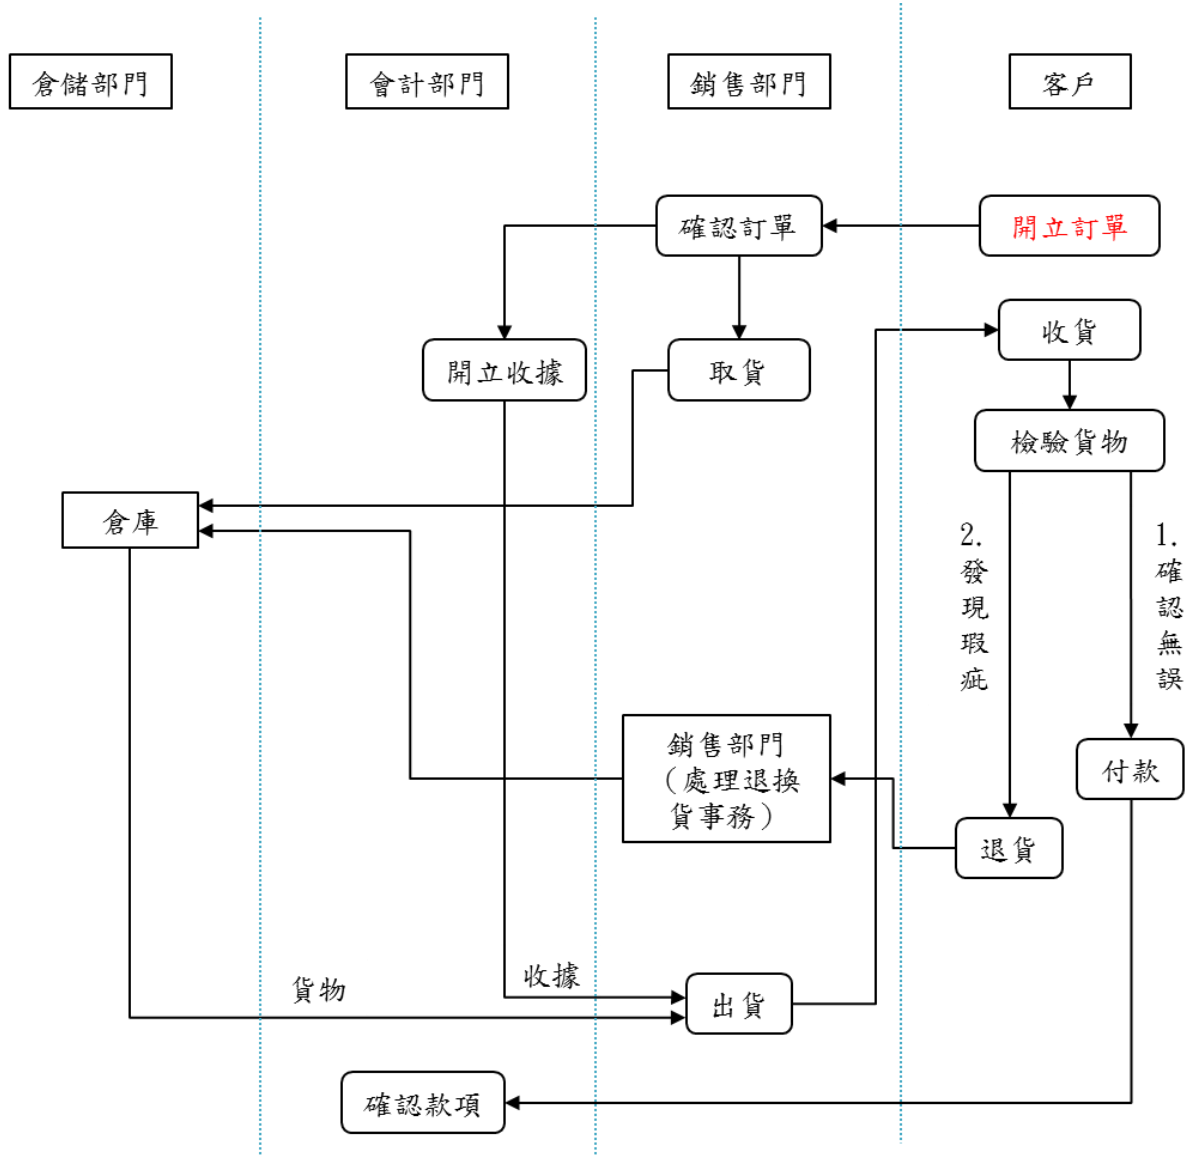 倉儲部門
會計部門
銷售部門
客戶
確認訂單
開立訂單
收貨
開立收據
取貨
檢驗貨物
倉庫
2.發現瑕疵
1.確認無誤
銷售部門
（處理退換
貨事務）
付款
退貨
貨物
收據
出貨
確認款項